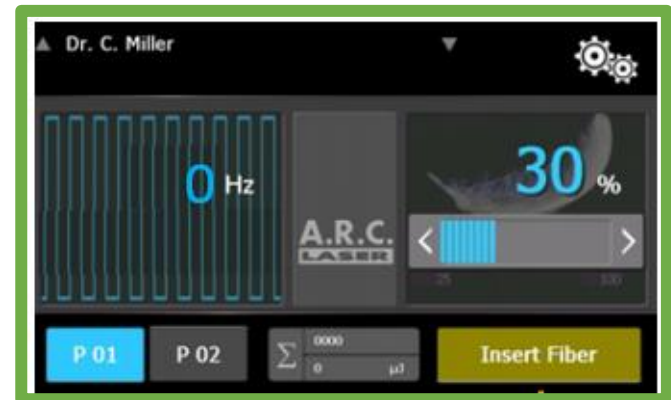 Dr. C. Miller
0 Hz
30 %
A.R.C.
LASER
25 100
P 01
P 02
Σ 0000
0 µJ
Insert Fiber